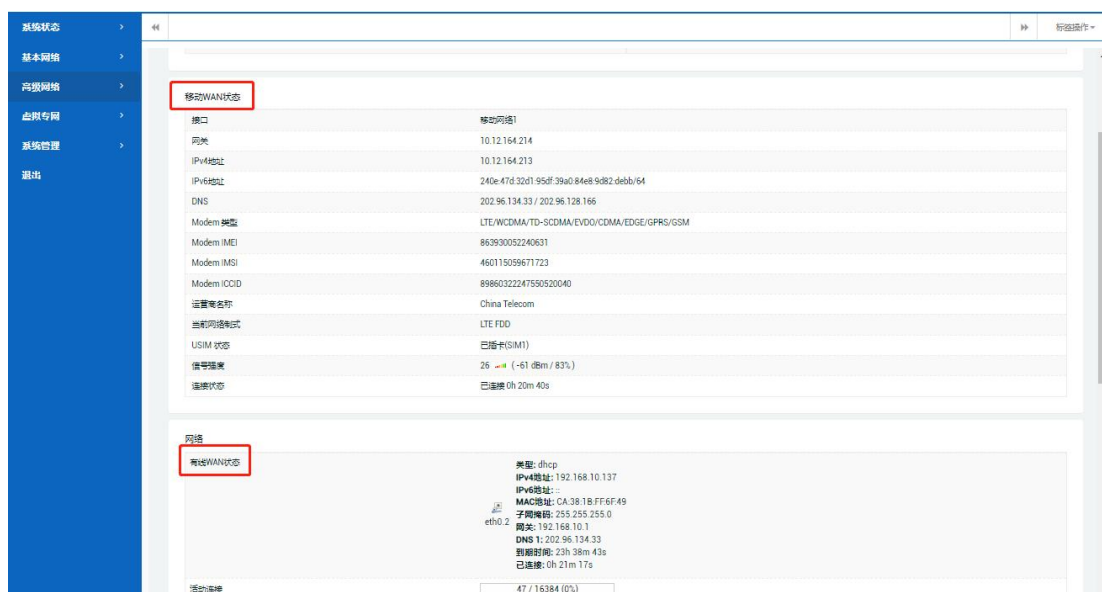 系统状态
标签操作
基本网络
高级网络
虚拟专网
系统管理
退出
移动WAN状态
接口 移动网络1
网关 10.12.164.214
IPv4地址 10.12.164.213
IPv6地址 240e:47d:32d1:95df:39a0:84e8:9d82:debb/64
DNS 202.96.134.33 / 202.96.128.166
Modem 类型 LTE/WCDMA/TD-SCDMA/EVDO/CDMA/EDGE/GPRS/GSM
Modem IMEI 863930052240631
Modem IMSI 460115059671723
Modem ICCID 89860322247550520040
运营商名称 China Telecom
当前网络制式 LTE FDD
USIM 状态 已插卡(SIM1)
信号强度 26 ( -61 dBm / 83% )
连接状态 已连接 0h 20m 40s
网络
有线WAN状态
eth0.2
类型: dhcp
IPv4地址: 192.168.10.137
IPv6地址: ::
MAC地址: CA:38:1B:FF:6F:49
子网掩码: 255.255.255.0
网关: 192.168.10.1
DNS 1: 202.96.134.33
到期时间: 23h 38m 43s
已连接: 0h 21m 17s
活动连接 47 / 16384 (0%)